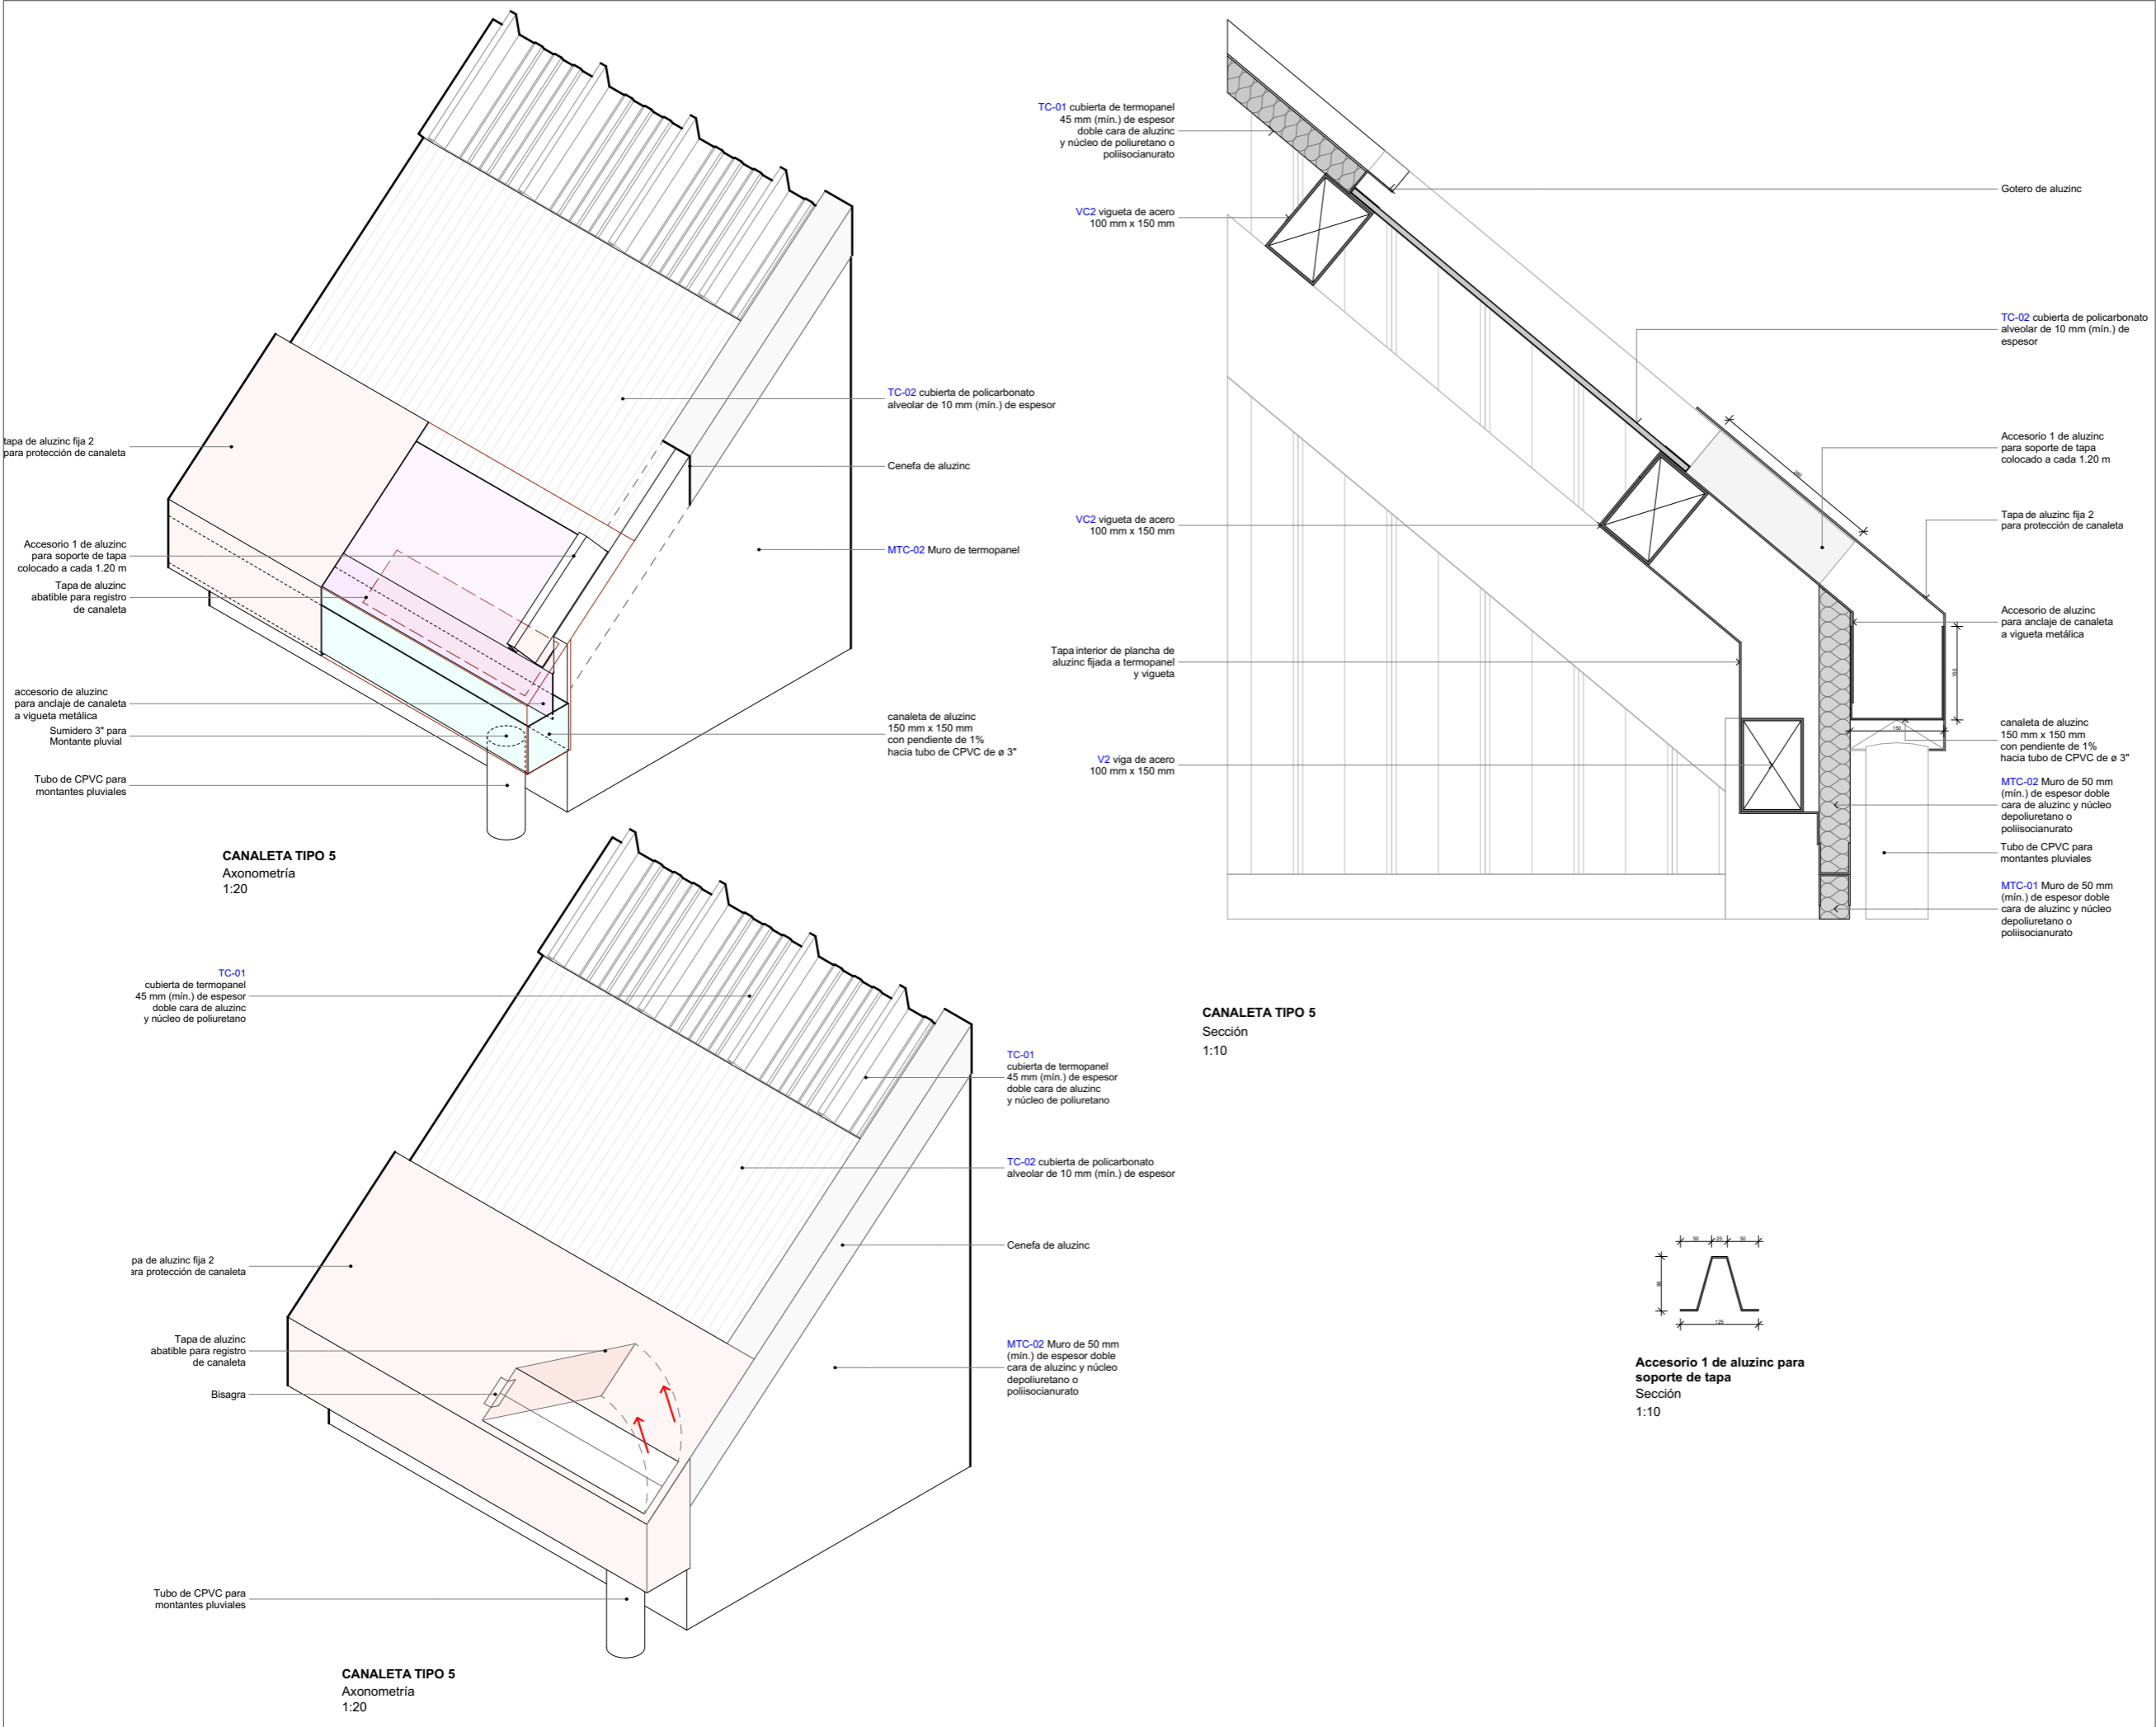 TC-02 cubierta de policarbonato
alveolar de 10 mm (mín.) de espesor
tapa de aluzinc fija 2
para protección de canaleta
Cenefa de aluzinc
Accesorio 1 de aluzinc
para soporte de tapa
colocado a cada 1.20 m
MTC-02 Muro de termopanel
Tapa de aluzinc
abatible para registro
de canaleta
accesorio de aluzinc
para anclaje de canaleta
a vigueta metálica
Sumidero 3" para
Montante pluvial
canaleta de aluzinc
150 mm x 150 mm
con pendiente de 1%
hacia tubo de CPVC de ø 3"
Tubo de CPVC para
montantes pluviales
CANALETA TIPO 5
Axonometría
1:20
TC-01 cubierta de termopanel
45 mm (mín.) de espesor
doble cara de aluzinc
y núcleo de poliuretano o
poliisocianurato
Gotero de aluzinc
VC2 vigueta de acero
100 mm x 150 mm
TC-02 cubierta de policarbonato
alveolar de 10 mm (mín.) de
espesor
Accesorio 1 de aluzinc
para soporte de tapa
colocado a cada 1.20 m
VC2 vigueta de acero
100 mm x 150 mm
Tapa de aluzinc fija 2
para protección de canaleta
Accesorio de aluzinc
para anclaje de canaleta
a vigueta metálica
Tapa interior de plancha de
aluzinc fijada a termopanel
y vigueta
150
canaleta de aluzinc
150 mm x 150 mm
con pendiente de 1%
hacia tubo de CPVC de ø 3"
V2 viga de acero
100 mm x 150 mm
MTC-02 Muro de 50 mm
(mín.) de espesor doble
cara de aluzinc y núcleo
depoliuretano o
poliisocianurato
Tubo de CPVC para
montantes pluviales
MTC-01 Muro de 50 mm
(mín.) de espesor doble
cara de aluzinc y núcleo
depoliuretano o
poliisocianurato
CANALETA TIPO 5
Sección
1:10
TC-01
cubierta de termopanel
45 mm (mín.) de espesor
doble cara de aluzinc
y núcleo de poliuretano
TC-01
cubierta de termopanel
45 mm (mín.) de espesor
doble cara de aluzinc
y núcleo de poliuretano
TC-02 cubierta de policarbonato
alveolar de 10 mm (mín.) de espesor
Cenefa de aluzinc
pa de aluzinc fija 2
ara protección de canaleta
Tapa de aluzinc
abatible para registro
de canaleta
Bisagra
MTC-02 Muro de 50 mm
(mín.) de espesor doble
cara de aluzinc y núcleo
depoliuretano o
poliisocianurato
Tubo de CPVC para
montantes pluviales
CANALETA TIPO 5
Axonometría
1:20
50 25 50
125
Accesorio 1 de aluzinc para
soporte de tapa
Sección
1:10